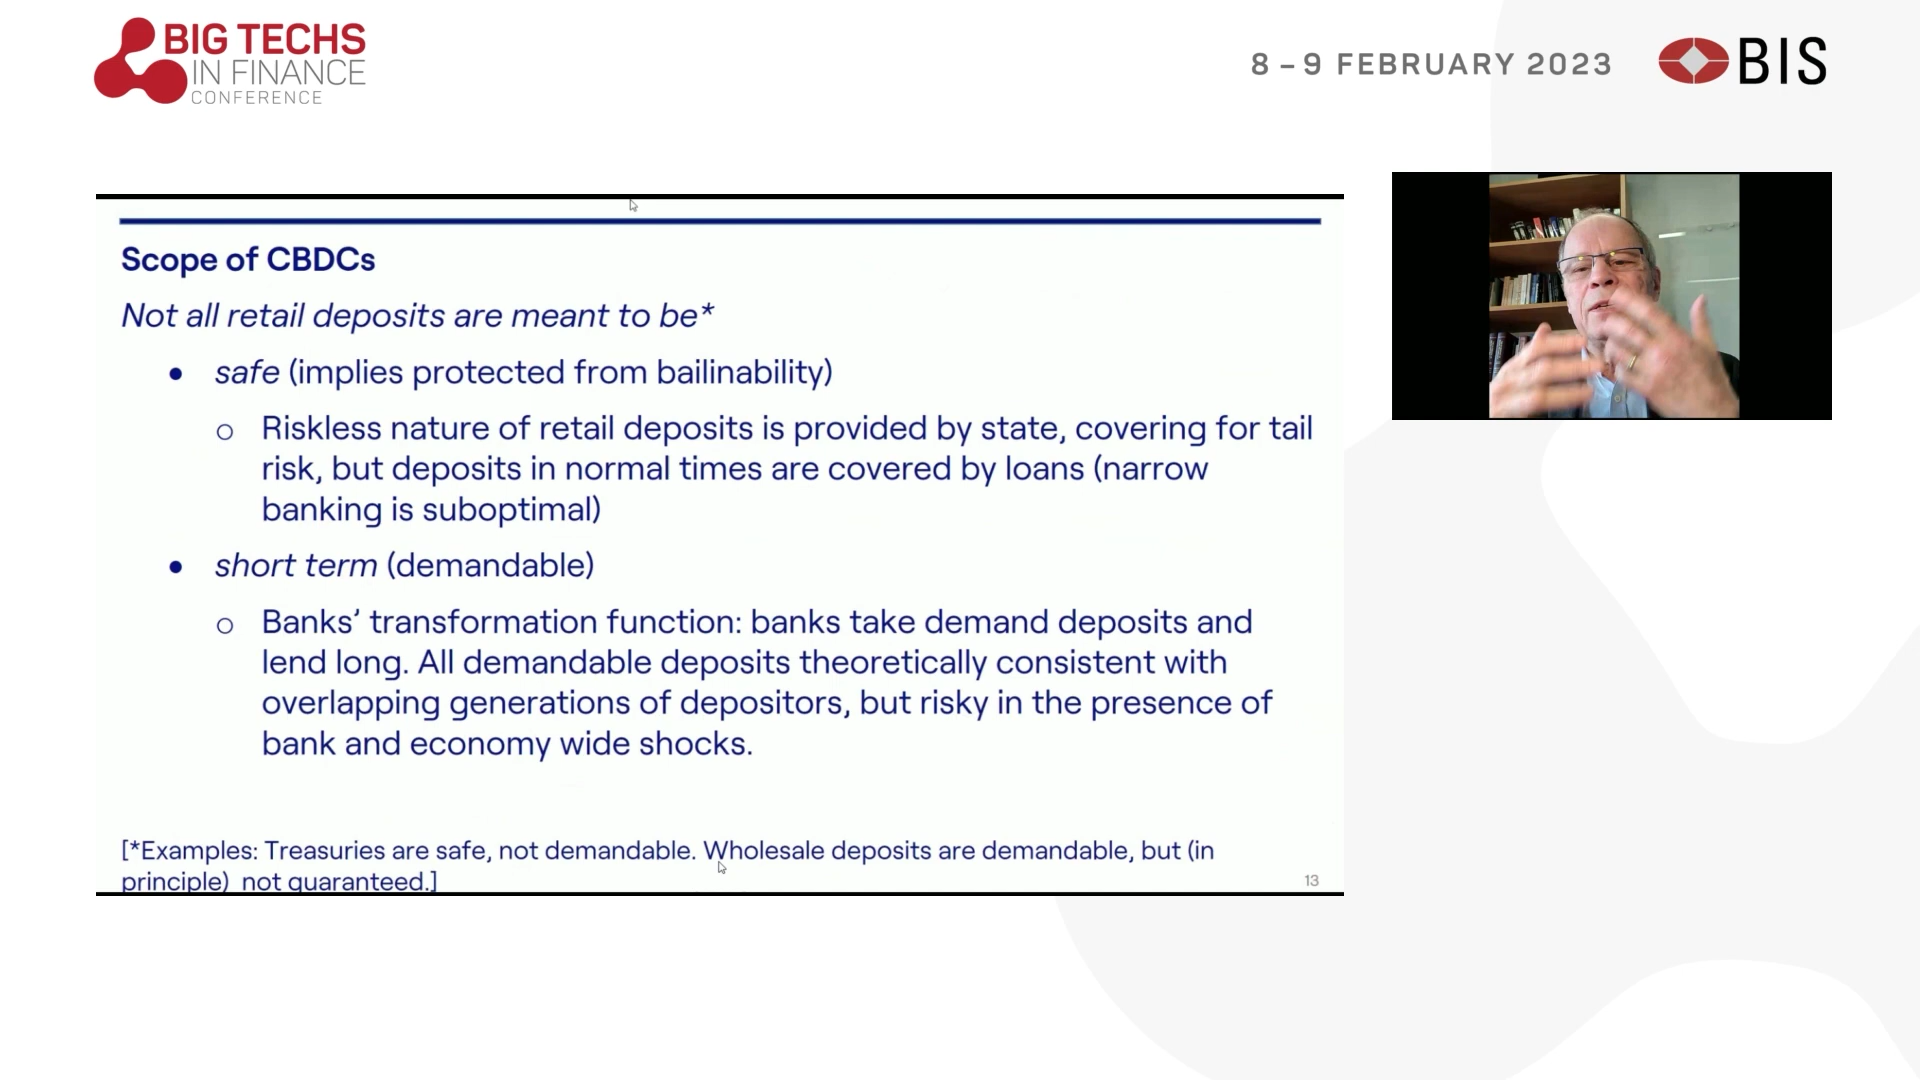 BIG TECHS
IN FINANCE
CONFERENCE
8 – 9 FEBRUARY 2023
BIS
Scope of CBDCs
Not all retail deposits are meant to be*
• safe (implies protected from bailinability)
o Riskless nature of retail deposits is provided by state, covering for tail
risk, but deposits in normal times are covered by loans (narrow
banking is suboptimal)
• short term (demandable)
o Banks’ transformation function: banks take demand deposits and
lend long. All demandable deposits theoretically consistent with
overlapping generations of depositors, but risky in the presence of
bank and economy wide shocks.
[*Examples: Treasuries are safe, not demandable. Wholesale deposits are demandable, but (in
principle) not guaranteed.]
13